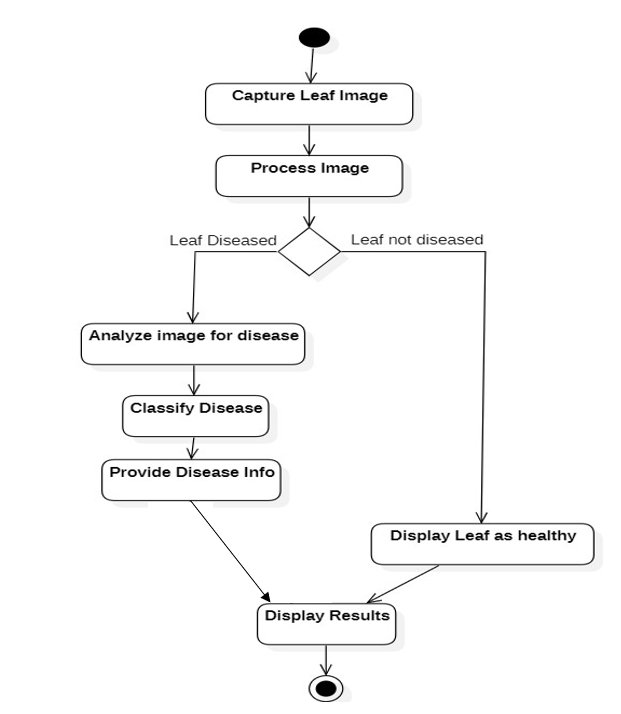 Capture Leaf Image
Process Image
Leaf Diseased
Leaf not diseased
Analyze image for disease
Classify Disease
Provide Disease Info
Display Leaf as healthy
Display Results